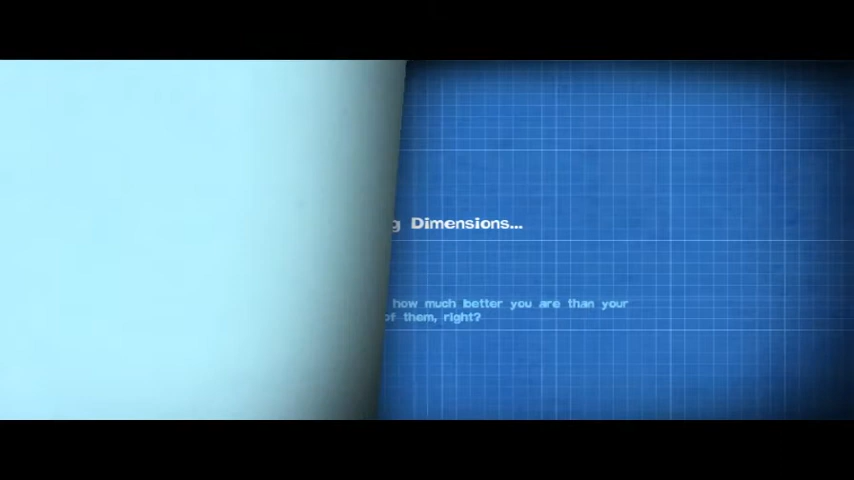 g Dimensions...
how much better you are than your
of them, right?